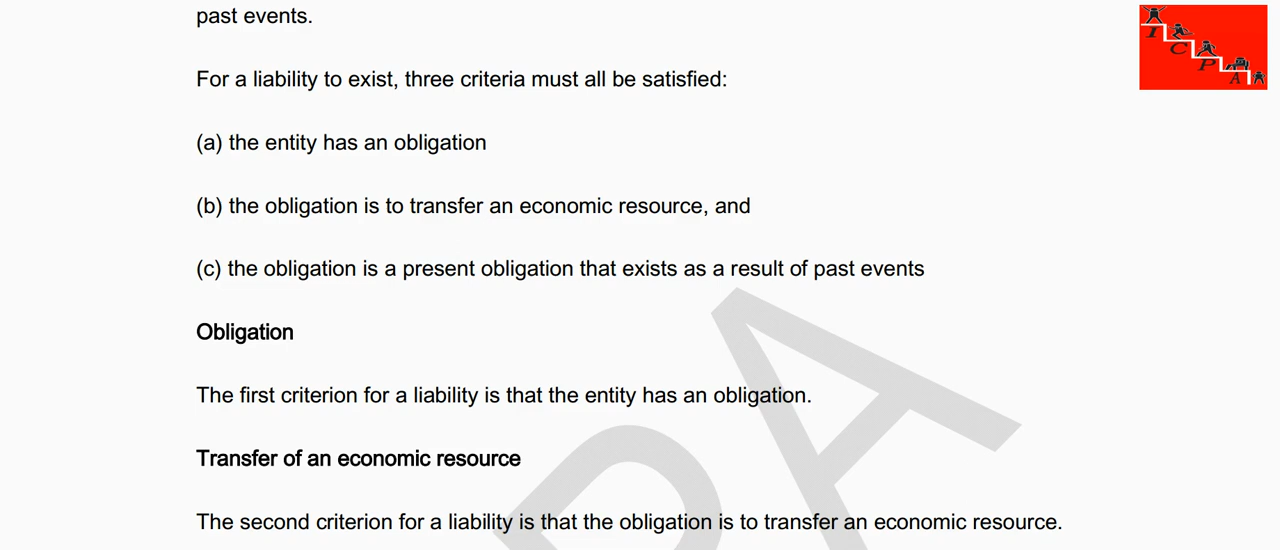 past events.
For a liability to exist, three criteria must all be satisfied:
(a) the entity has an obligation
(b) the obligation is to transfer an economic resource, and
(c) the obligation is a present obligation that exists as a result of past events
Obligation
The first criterion for a liability is that the entity has an obligation.
Transfer of an economic resource
The second criterion for a liability is that the obligation is to transfer an economic resource.
I C P A
PA